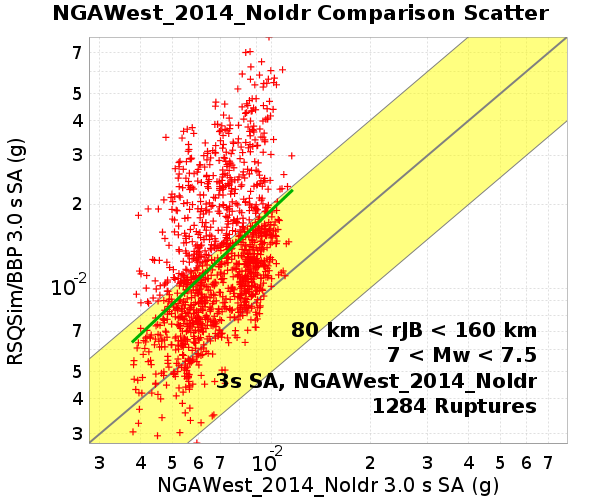 NGAWest_2014_NoIdr Comparison Scatter
7
5
4
3
2
10-2
7
5
4
3
RSQSim/BBP 3.0 s SA (g)
80 km < rJB < 160 km
7 < Mw < 7.5
3s SA, NGAWest_2014_NoIdr
1284 Ruptures
3 4 5 6 7 10-2 2 3 4 5 6 7
NGAWest_2014_NoIdr 3.0 s SA (g)